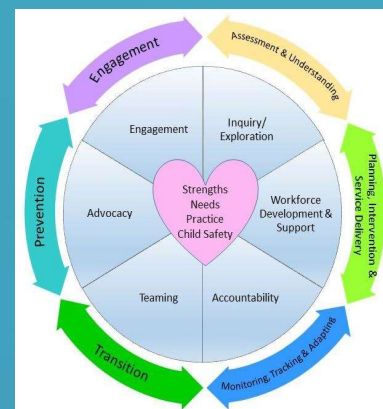 Engagement
Assessment & Understanding
Planning, Intervention &
Service Delivery
Monitoring, Tracking & Adapting
Transition
Prevention
Engagement
Inquiry/
Exploration
Workforce
Development &
Support
Accountability
Teaming
Advocacy
Strengths
Needs
Practice
Child Safety